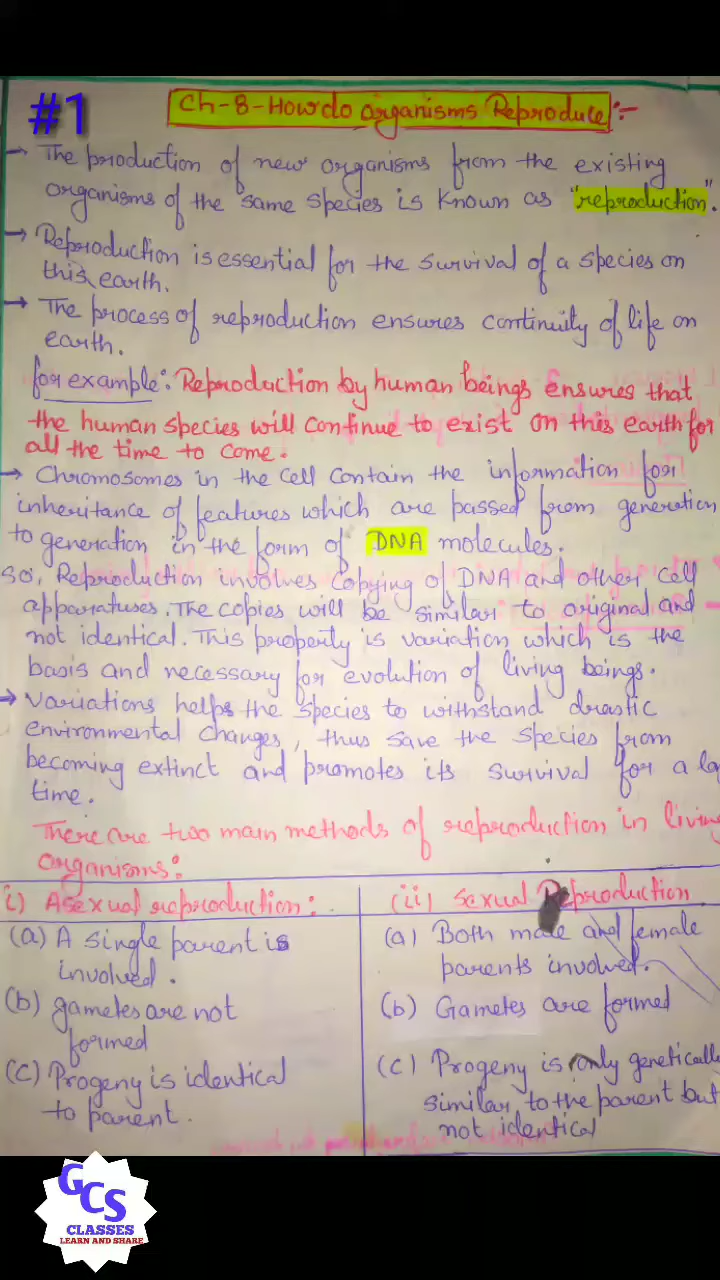 #1
Ch-8-How do organisms Reproduce:-
→ The production of new organisms from the existing
organisms of the same species is known as "reproduction".
→ Reproduction is essential for the survival of a species on
this earth.
→ The process of reproduction ensures continuity of life on
earth.
for example: Reproduction by human beings ensures that
the human species will continue to exist on this earth for
all the time to come.
→ Chromosomes in the cell contain the information for
inheritance of features which are passed from generation
to generation in the form of DNA molecules.
So, Reproduction involves copying of DNA and other cell
apparatuses. The copies will be similar to original and
not identical. This property is variation which is the
basis and necessary for evolution of living beings.
→ Variations helps the species to withstand drastic
environmental changes, thus save the species from
becoming extinct and promotes its survival for a lo
time.
There are two main methods of reproduction in living
organisms:
i) Asexual reproduction:
(a) A single parent is
involved.
(b) gametes are not
formed
(c) Progeny is identical
to parent.
(ii) Sexual Reproduction
(a) Both male and female
parents involved.
(b) Gametes are formed
(c) Progeny is only genetically
similar to the parent but
not identical
GCS
CLASSES
LEARN AND SHARE